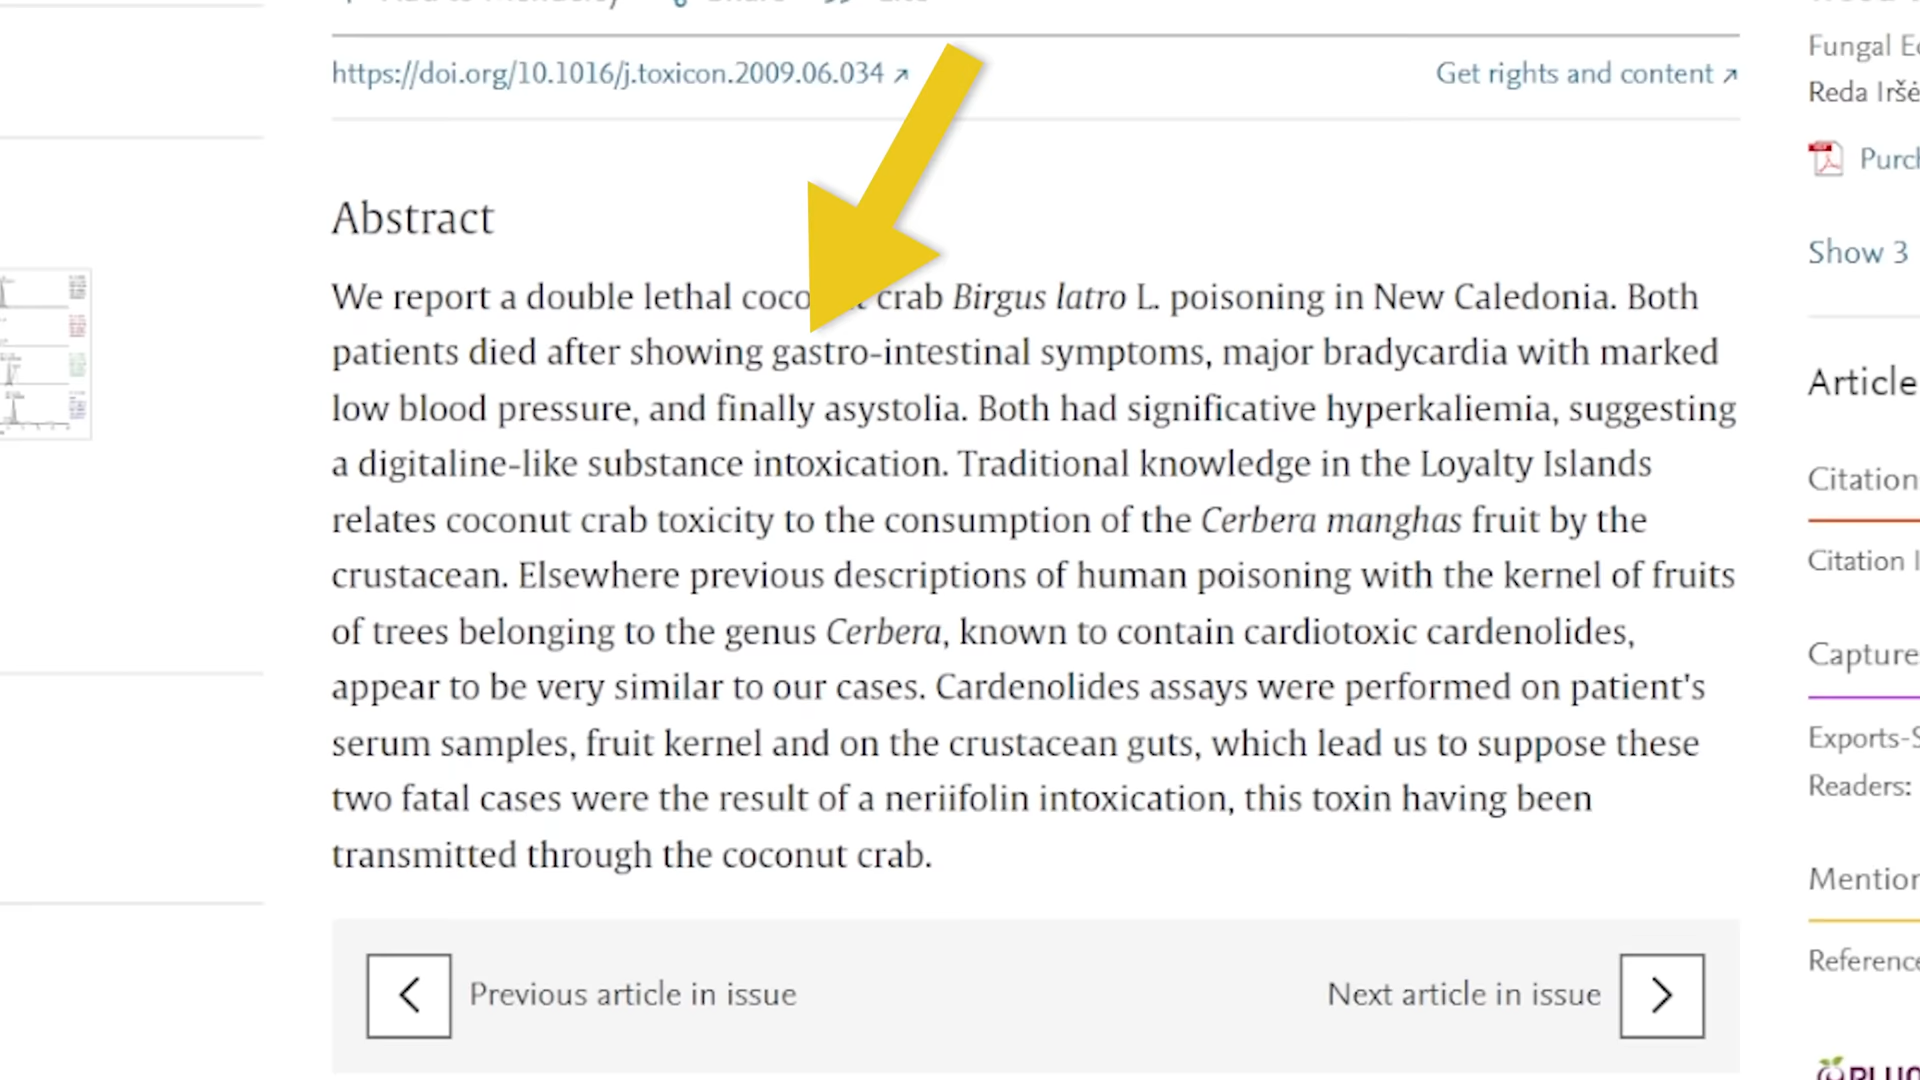 https://doi.org/10.1016/j.toxicon.2009.06.034
Get rights and content
Abstract
We report a double lethal crab Birgus latro L. poisoning in New Caledonia. Both
patients died after showing gastro-intestinal symptoms, major bradycardia with marked
low blood pressure, and finally asystolia. Both had significative hyperkaliemia, suggesting
a digitaline-like substance intoxication. Traditional knowledge in the Loyalty Islands
relates coconut crab toxicity to the consumption of the Cerbera manghas fruit by the
crustacean. Elsewhere previous descriptions of human poisoning with the kernel of fruits
of trees belonging to the genus Cerbera, known to contain cardiotoxic cardenolides,
appear to be very similar to our cases. Cardenolides assays were performed on patient's
serum samples, fruit kernel and on the crustacean guts, which lead us to suppose these
two fatal cases were the result of a neriifolin intoxication, this toxin having been
transmitted through the coconut crab.
Previous article in issue
Next article in issue
Fungal
Reda
Show 3
Article
Citation
Citation
Capture
Exports-
Readers: